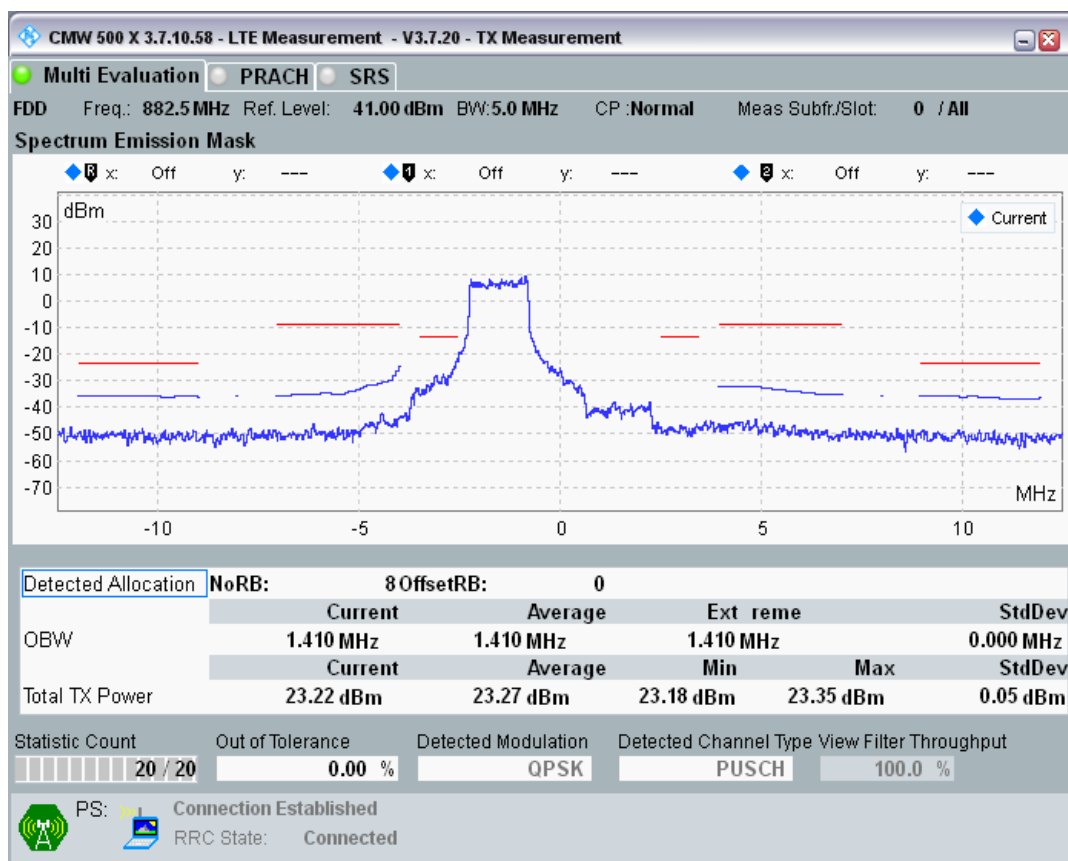 CMW 500 X 3.7.10.58 - LTE Measurement - V3.7.20 - TX Measurement
Multi Evaluation PRACH SRS
FDD Freq.: 882.5 MHz Ref. Level: 41.00 dBm BW:5.0 MHz CP :Normal Meas Subfr./Slot: 0 / All
Spectrum Emission Mask
R x: Off y: --- 1 x: Off y: --- 2 x: Off y: ---
dBm
Current
30
20
10
0
-10
-20
-30
-40
-50
-60
-70
MHz
-10 -5 0 5 10
Detected Allocation NoRB: 8 OffsetRB: 0
Current Average Ext reme StdDev
OBW 1.410 MHz 1.410 MHz 1.410 MHz 0.000 MHz
Current Average Min Max StdDev
Total TX Power 23.22 dBm 23.27 dBm 23.18 dBm 23.35 dBm 0.05 dBm
Statistic Count Out of Tolerance Detected Modulation Detected Channel Type View Filter Throughput
20 / 20 0.00 % QPSK PUSCH 100.0 %
PS: Connection Established
RRC State: Connected